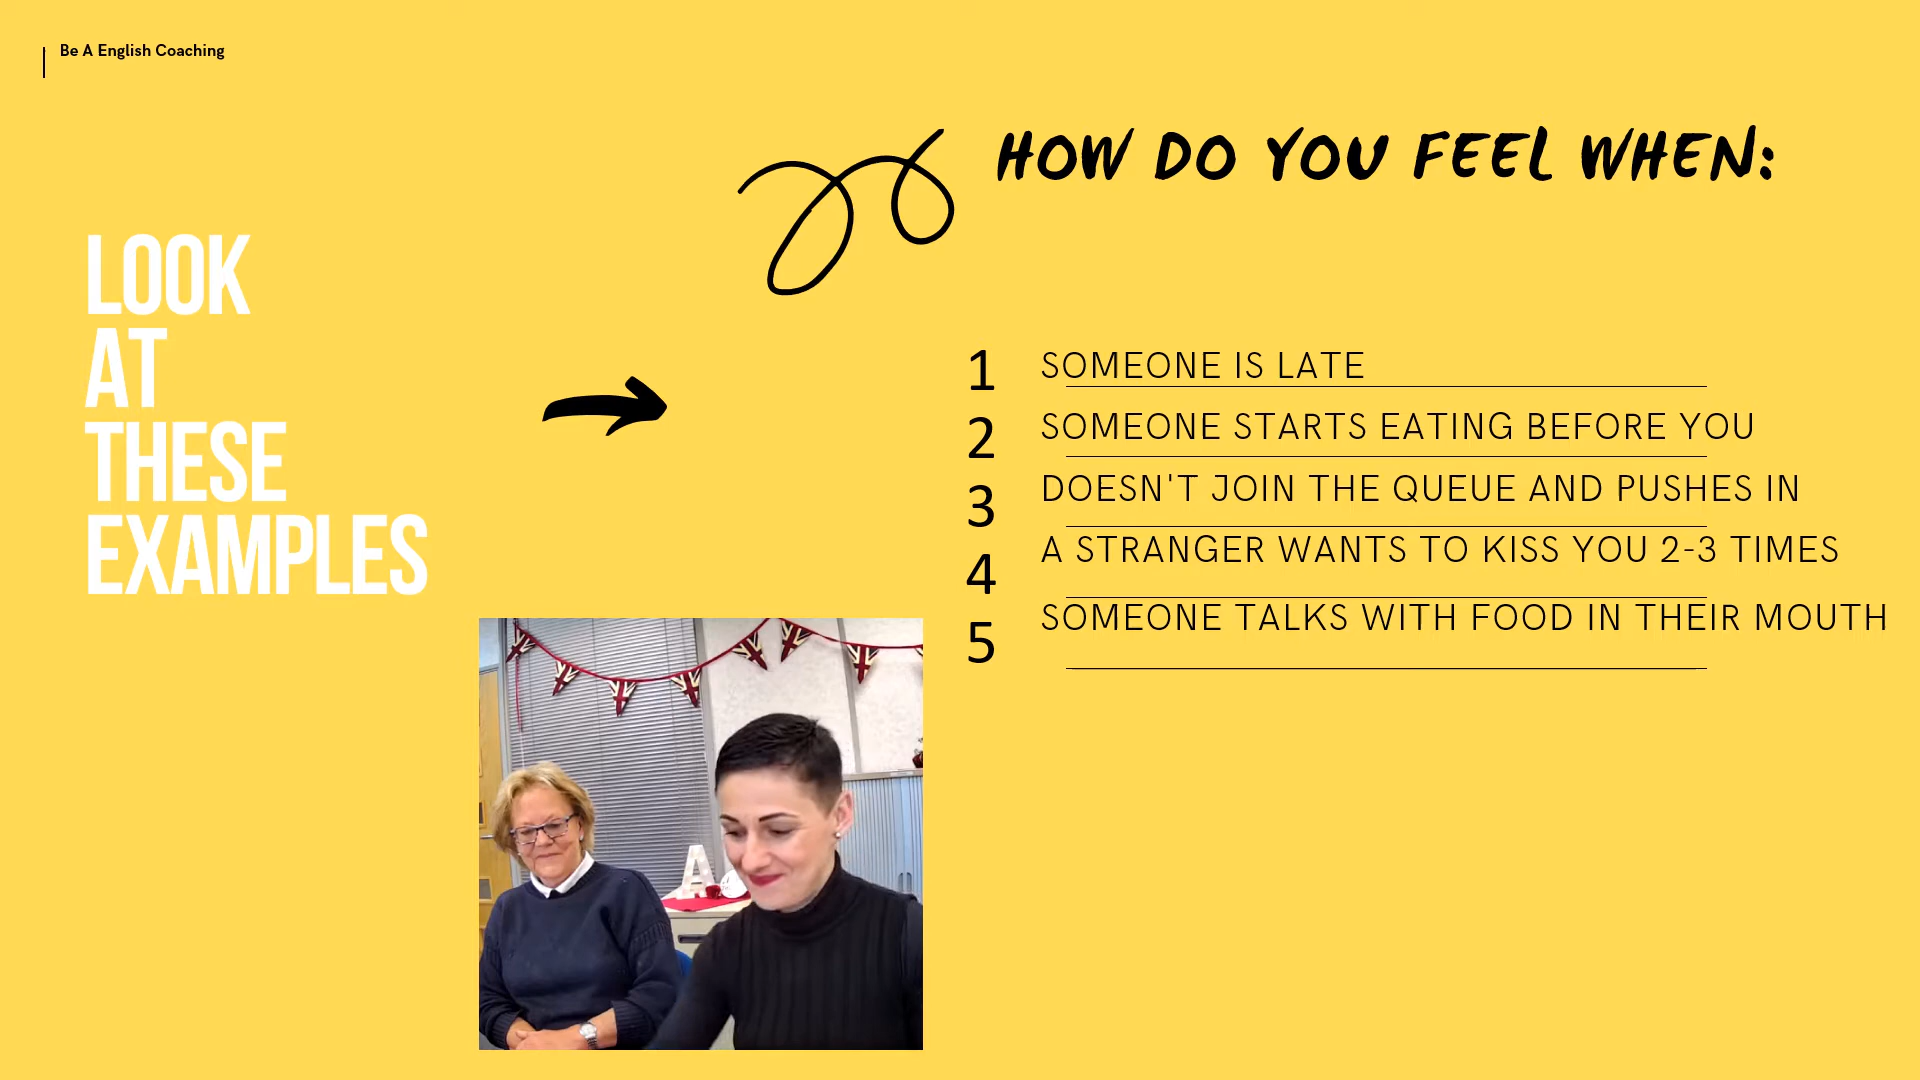 Be A English Coaching
HOW DO YOU FEEL WHEN:
LOOK
AT
THESE
EXAMPLES
1 SOMEONE IS LATE
2 SOMEONE STARTS EATING BEFORE YOU
3 DOESN'T JOIN THE QUEUE AND PUSHES IN
4 A STRANGER WANTS TO KISS YOU 2-3 TIMES
5 SOMEONE TALKS WITH FOOD IN THEIR MOUTH
A